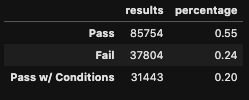 results percentage
Pass 85754 0.55
Fail 37804 0.24
Pass w/ Conditions 31443 0.20